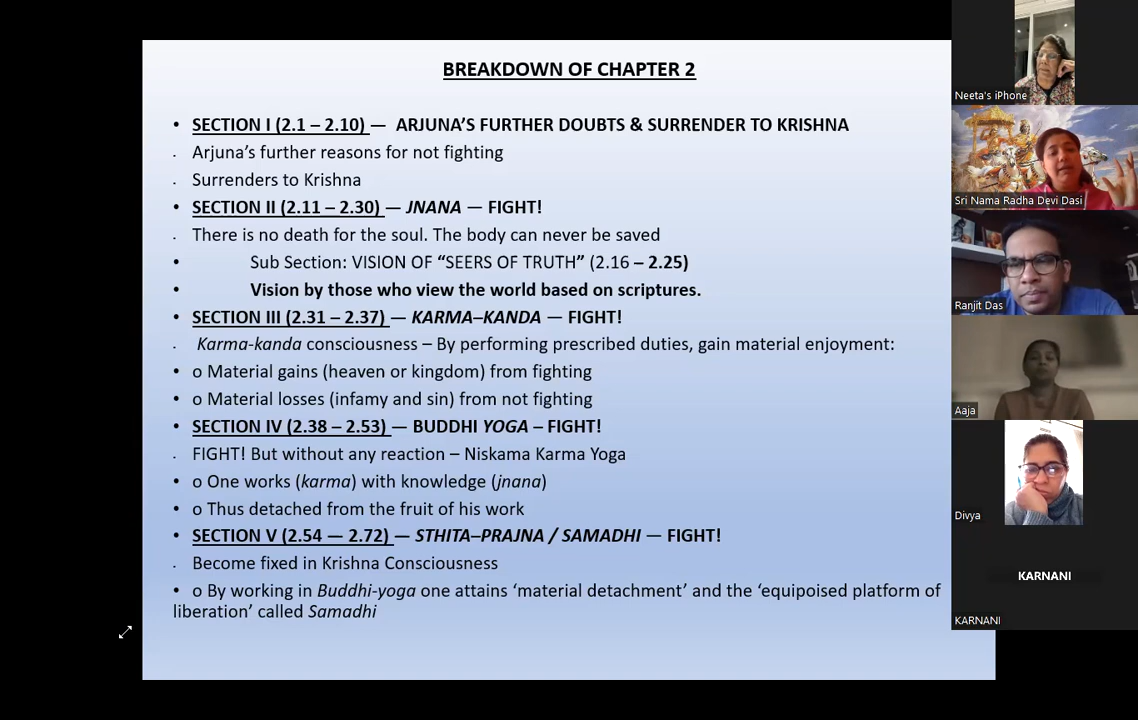 BREAKDOWN OF CHAPTER 2
• SECTION I (2.1 – 2.10) — ARJUNA’S FURTHER DOUBTS & SURRENDER TO KRISHNA
. Arjuna’s further reasons for not fighting
. Surrenders to Krishna
• SECTION II (2.11 – 2.30) — JNANA — FIGHT!
. There is no death for the soul. The body can never be saved
• Sub Section: VISION OF “SEERS OF TRUTH” (2.16 – 2.25)
• Vision by those who view the world based on scriptures.
• SECTION III (2.31 – 2.37) — KARMA–KANDA — FIGHT!
. Karma-kanda consciousness – By performing prescribed duties, gain material enjoyment:
• o Material gains (heaven or kingdom) from fighting
• o Material losses (infamy and sin) from not fighting
• SECTION IV (2.38 – 2.53) — BUDDHI YOGA – FIGHT!
. FIGHT! But without any reaction – Niskama Karma Yoga
• o One works (karma) with knowledge (jnana)
• o Thus detached from the fruit of his work
• SECTION V (2.54 — 2.72) — STHITA–PRAJNA / SAMADHI — FIGHT!
. Become fixed in Krishna Consciousness
• o By working in Buddhi-yoga one attains ‘material detachment’ and the ‘equipoised platform of
liberation’ called Samadhi
Neeta's iPhone
Sri Nama Radha Devi Dasi
Ranjit Das
Aaja
Divya
KARNANI
KARNANI